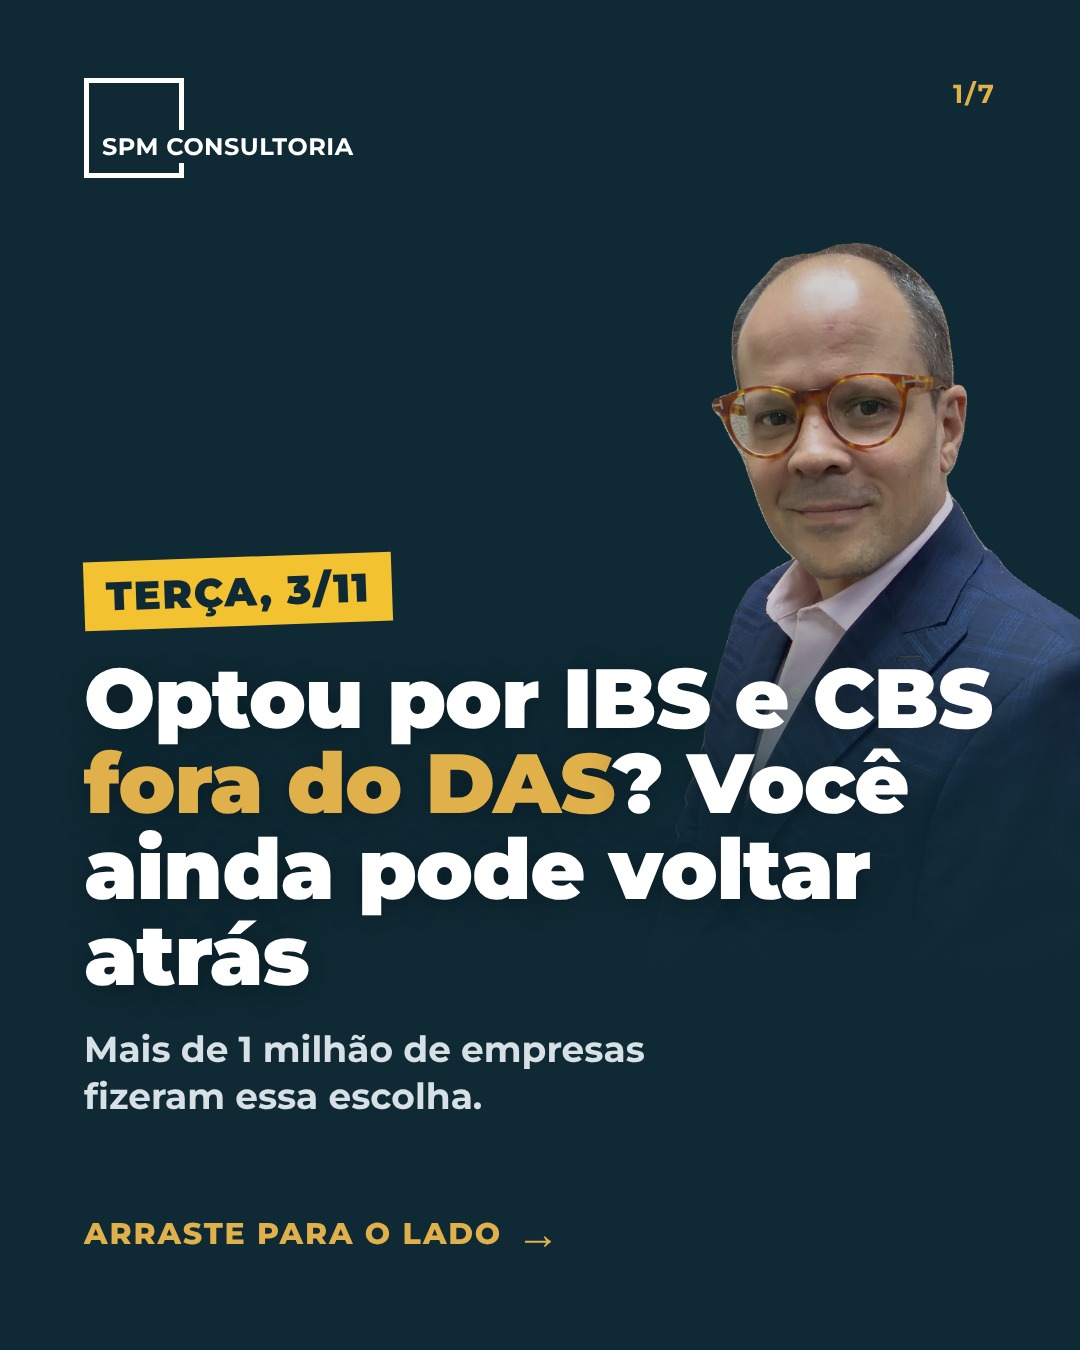 SPM CONSULTORIA
1/7
TERÇA, 3/11
Optou por IBS e CBS
fora do DAS? Você
ainda pode voltar
atrás
Mais de 1 milhão de empresas
fizeram essa escolha.
ARRASTE PARA O LADO →